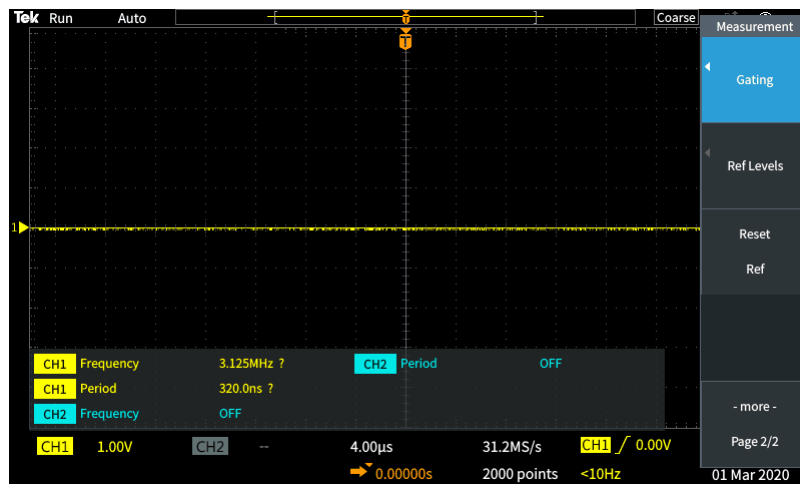 Tek Run Auto Coarse
T
T
Measurement
Gating
Ref Levels
Reset
Ref
- more -
Page 2/2
1
CH1 Frequency 3.125MHz ? CH2 Period OFF
CH1 Period 320.0ns ?
CH2 Frequency OFF
CH1 1.00V CH2 -- 4.00µs 31.2MS/s CH1 0.00V
0.00000s 2000 points <10Hz 01 Mar 2020